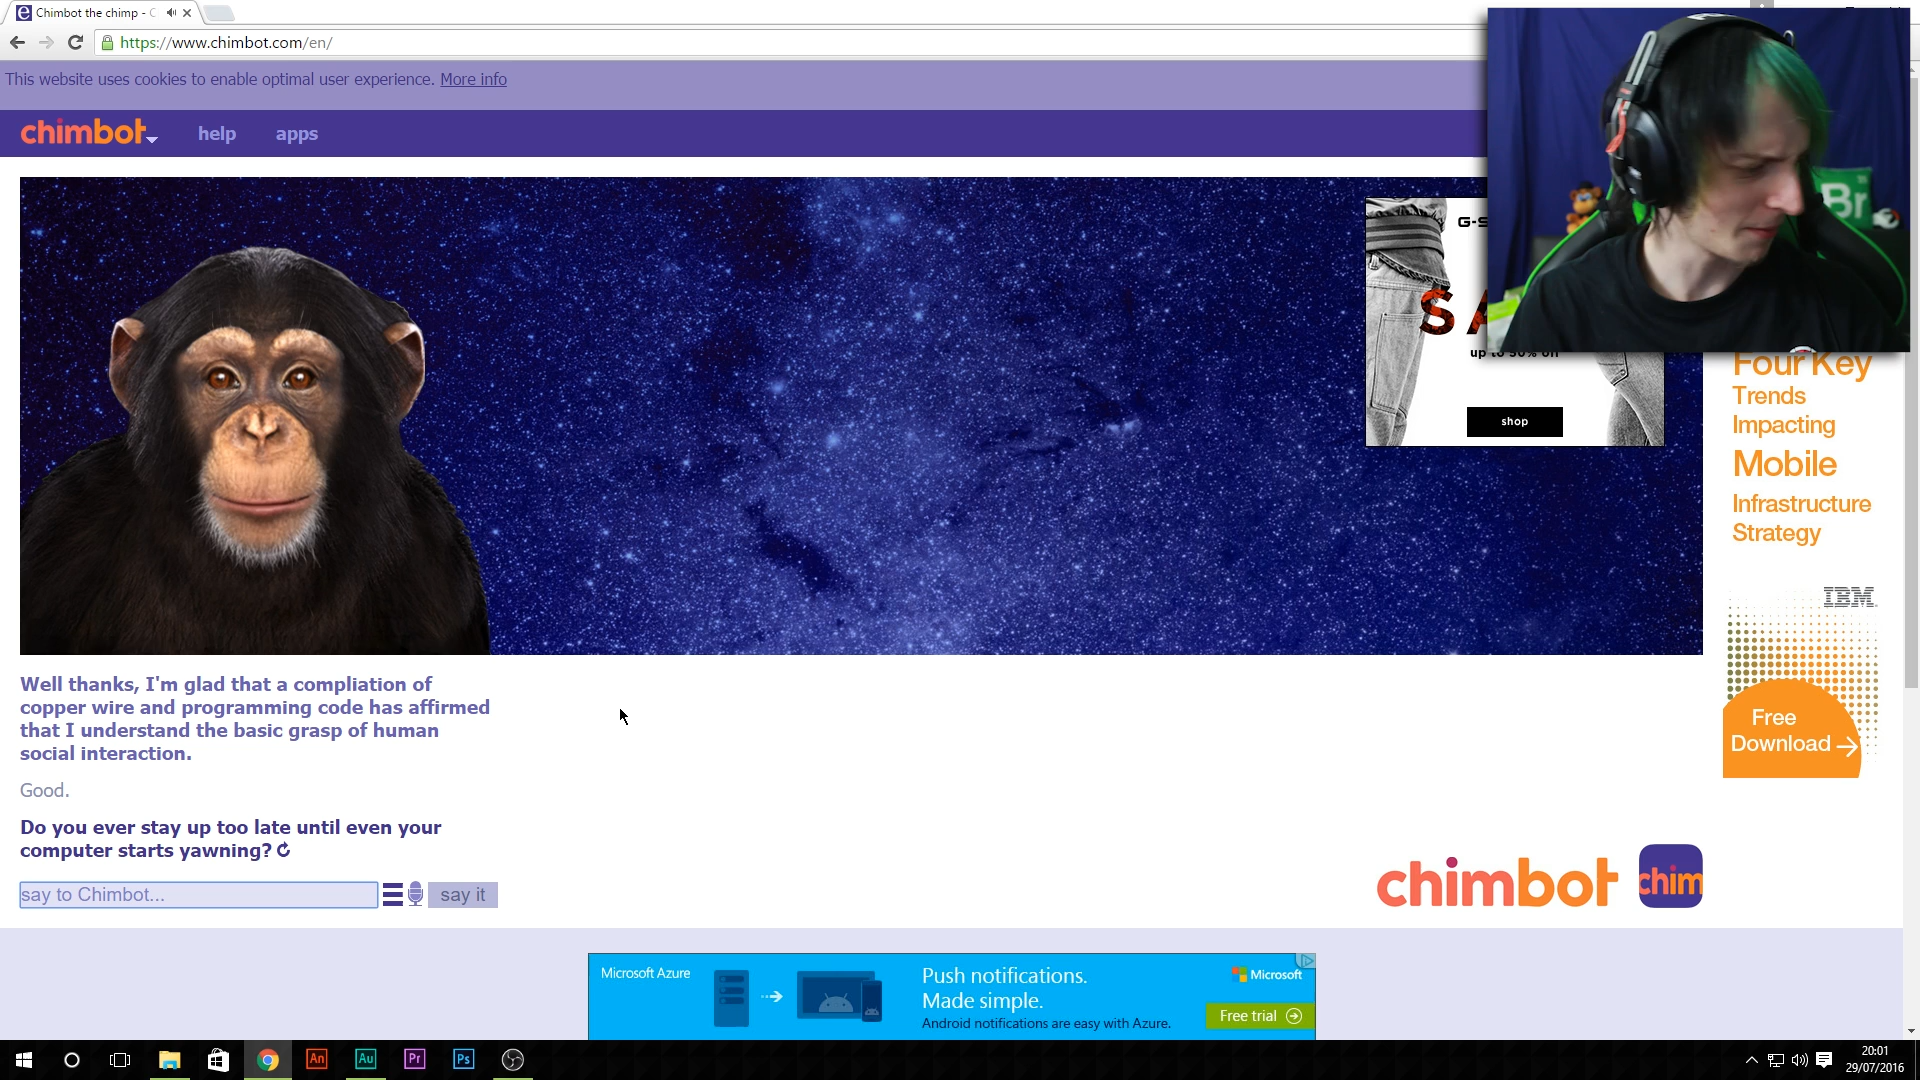 Chimbot the chimp - C
https://www.chimbot.com/en/
This website uses cookies to enable optimal user experience. More info
chimbot
help
apps
Br
SA
shop
Four Key
Trends
Impacting
Mobile
Infrastructure
Strategy
IBM
Free
Download
Well thanks, I'm glad that a compliation of
copper wire and programming code has affirmed
that I understand the basic grasp of human
social interaction.
Good.
Do you ever stay up too late until even your
computer starts yawning?
say to Chimbot...
say it
chimbot
chim
Microsoft Azure
Push notifications.
Made simple.
Android notifications are easy with Azure.
Microsoft
Free trial
An
Au
Pr
Ps
20:01
29/07/2016